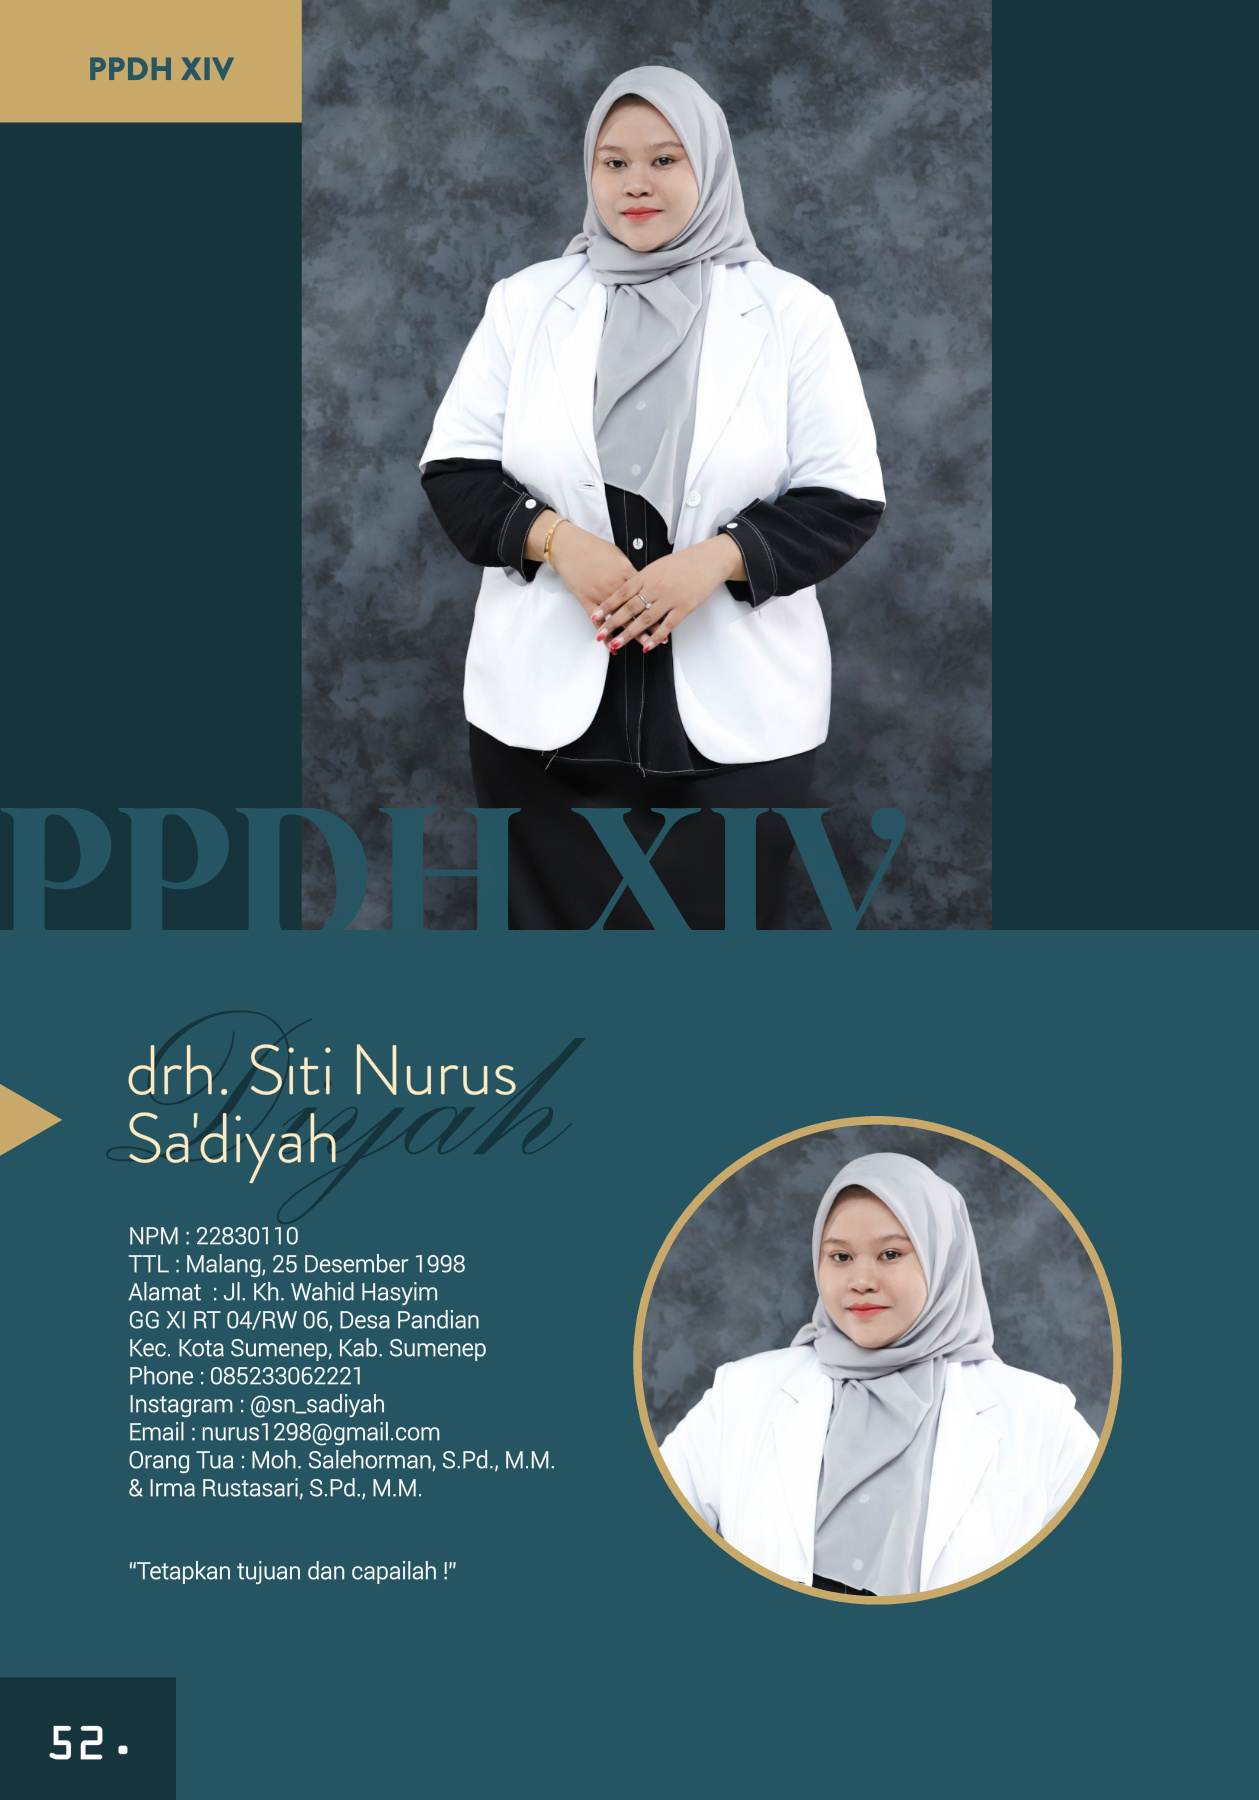 PPDH XIV
PPDH XIV
Diyah
drh. Siti Nurus
Sa'diyah
NPM : 22830110
TTL : Malang, 25 Desember 1998
Alamat  : Jl. Kh. Wahid Hasyim
GG XI RT 04/RW 06, Desa Pandian
Kec. Kota Sumenep, Kab. Sumenep
Phone : 085233062221
Instagram : @sn_sadiyah
Email : nurus1298@gmail.com
Orang Tua : Moh. Salehorman, S.Pd., M.M.
& Irma Rustasari, S.Pd., M.M.
“Tetapkan tujuan dan capailah !”
52.